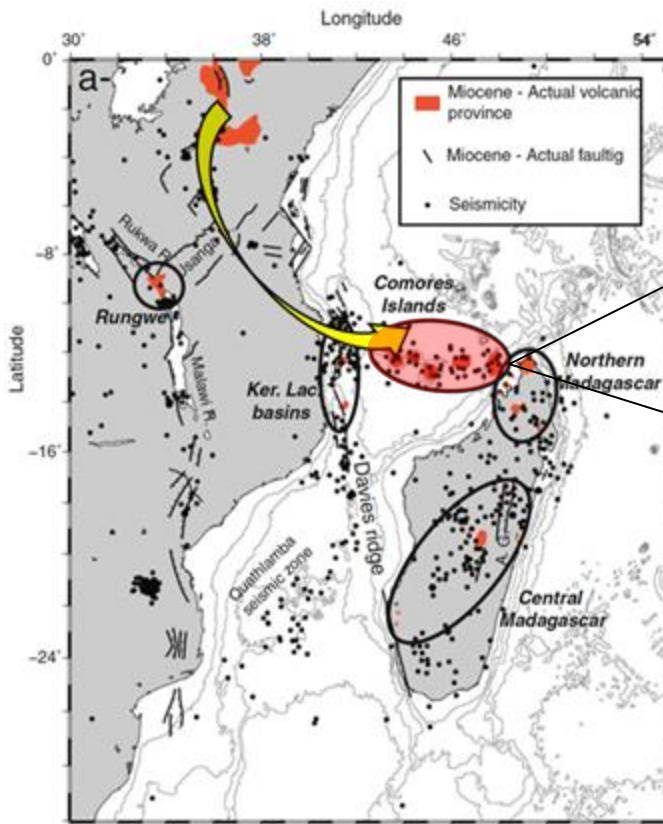 Longitude
30° 38° 46° 54°
0°
a-
Miocene - Actual volcanic
province
Miocene - Actual faultig
Seismicity
-8°
Rukwa R. Usanga
Comores
Islands
Rungwe
Latitude
Northern
Madagascar
Malawi R.
Ker. Lac.
basins
-16°
Davies ridge
Quathlamba
seismic zone
A.
Central
Madagascar
-24°